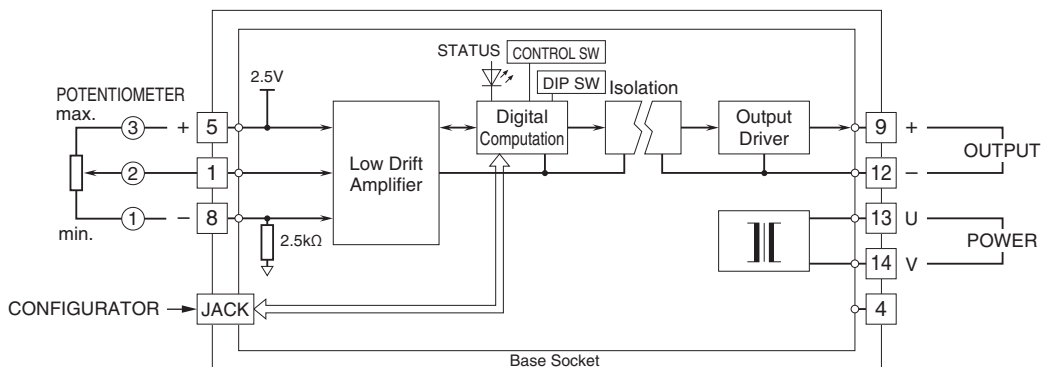 STATUS
CONTROL SW
DIP SW
2.5V
Isolation
POTENTIOMETER
max.
3
+
5
Digital
Computation
Output
Driver
9
+
Low Drift
Amplifier
2
1
OUTPUT
12
−
1
−
8
min.
2.5kΩ
13
U
POWER
14
V
CONFIGURATOR
JACK
4
Base Socket